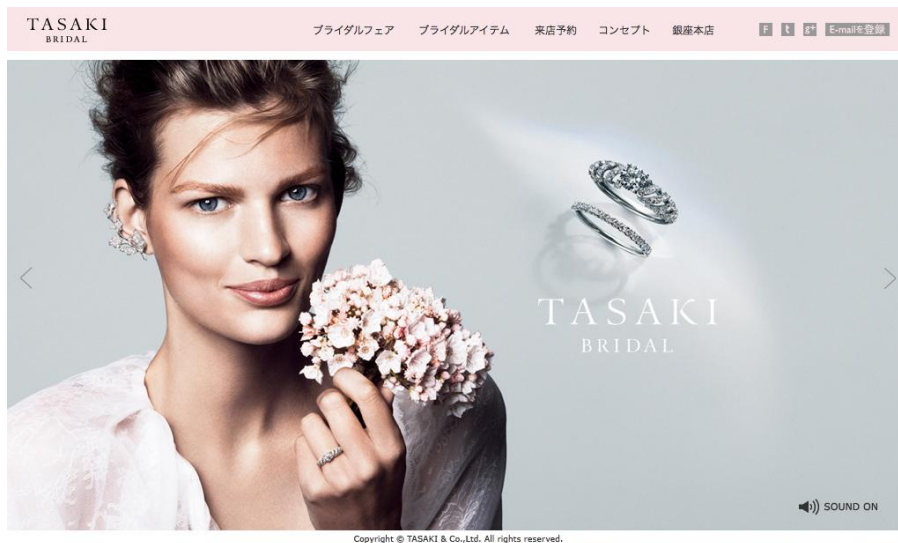 TASAKI
BRIDAL
ブライダルフェア ブライダルアイテム 来店予約 コンセプト 銀座本店 F t g+ E-mailを登録
TASAKI
BRIDAL
SOUND ON
Copyright © TASAKI & Co.,Ltd. All rights reserved.